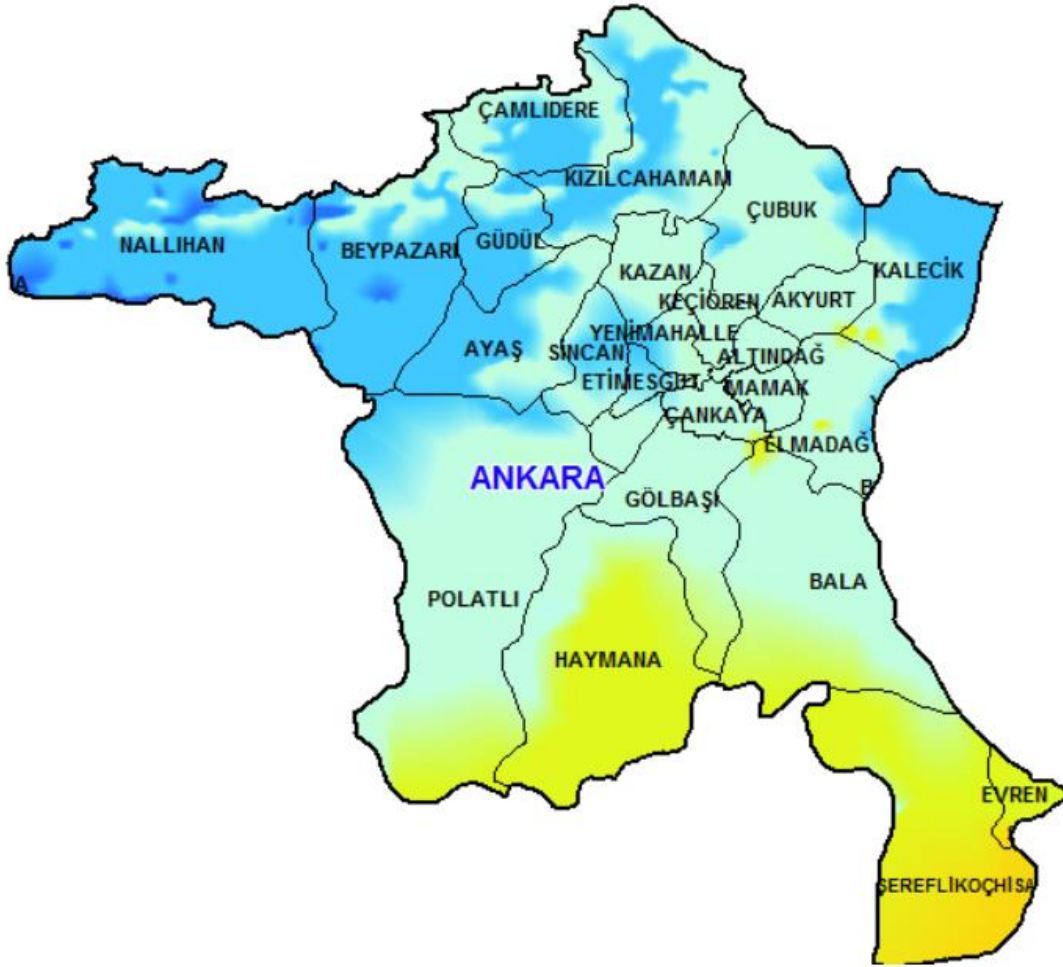 ÇAMLIDERE
KIZILCAHAMAM
ÇUBUK
NALLIHAN
BEYPAZARI
GÜDÜL
KAZAN
KALECİK
A
KEÇİÖREN
AKYURT
YENİMAHALLE
AYAŞ
SİNCAN
ALTINDAĞ
ETİMESGUT
MAMAK
ÇANKAYA
ELMADAĞ
ANKARA
GÖLBAŞI
B
BALA
POLATLI
HAYMANA
EVREN
ŞEREFLİKOÇHİSA